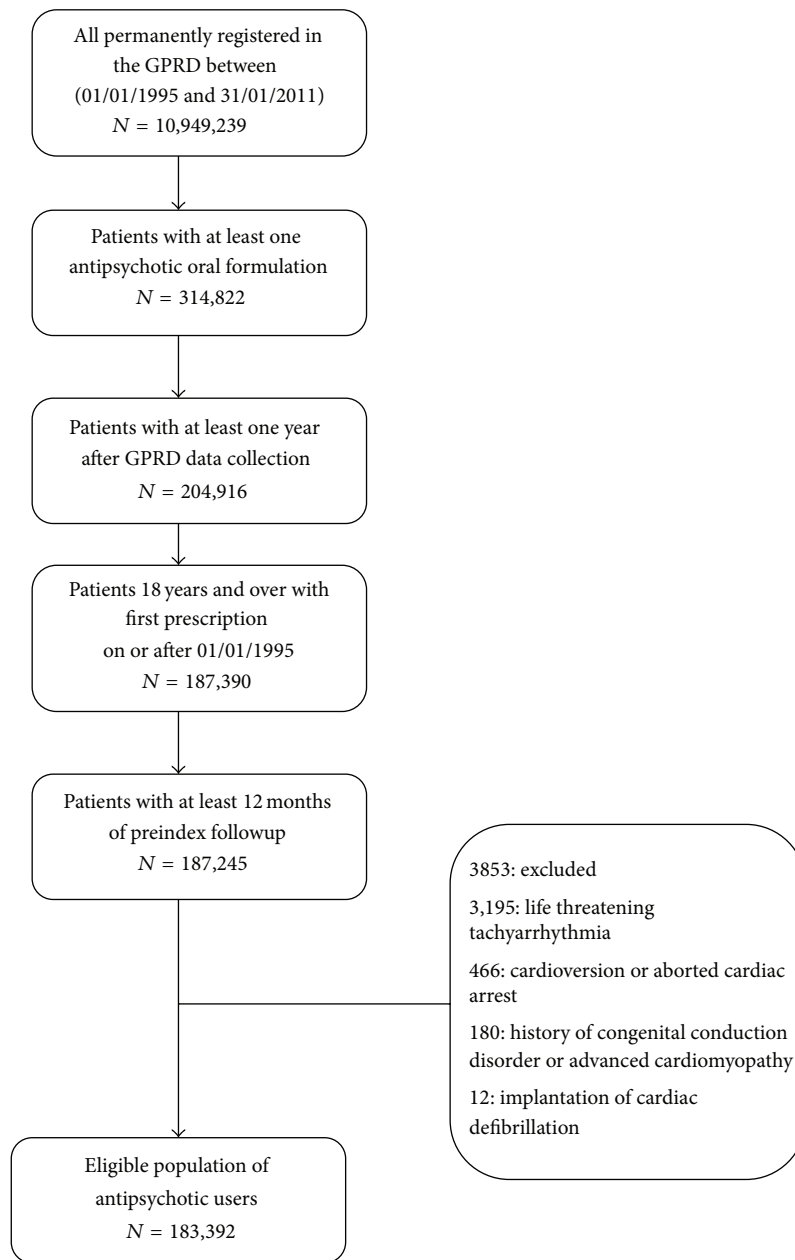 All permanently registered in
the GPRD between
(01/01/1995 and 31/01/2011)
N = 10,949,239
Patients with at least one
antipsychotic oral formulation
N = 314,822
Patients with at least one year
after GPRD data collection
N = 204,916
Patients 18 years and over with
first prescription
on or after 01/01/1995
N = 187,390
Patients with at least 12 months
of preindex followup
N = 187,245
3853: excluded
3,195: life threatening
tachyarrhythmia
466: cardioversion or aborted cardiac
arrest
180: history of congenital conduction
disorder or advanced cardiomyopathy
12: implantation of cardiac
defibrillation
Eligible population of
antipsychotic users
N = 183,392